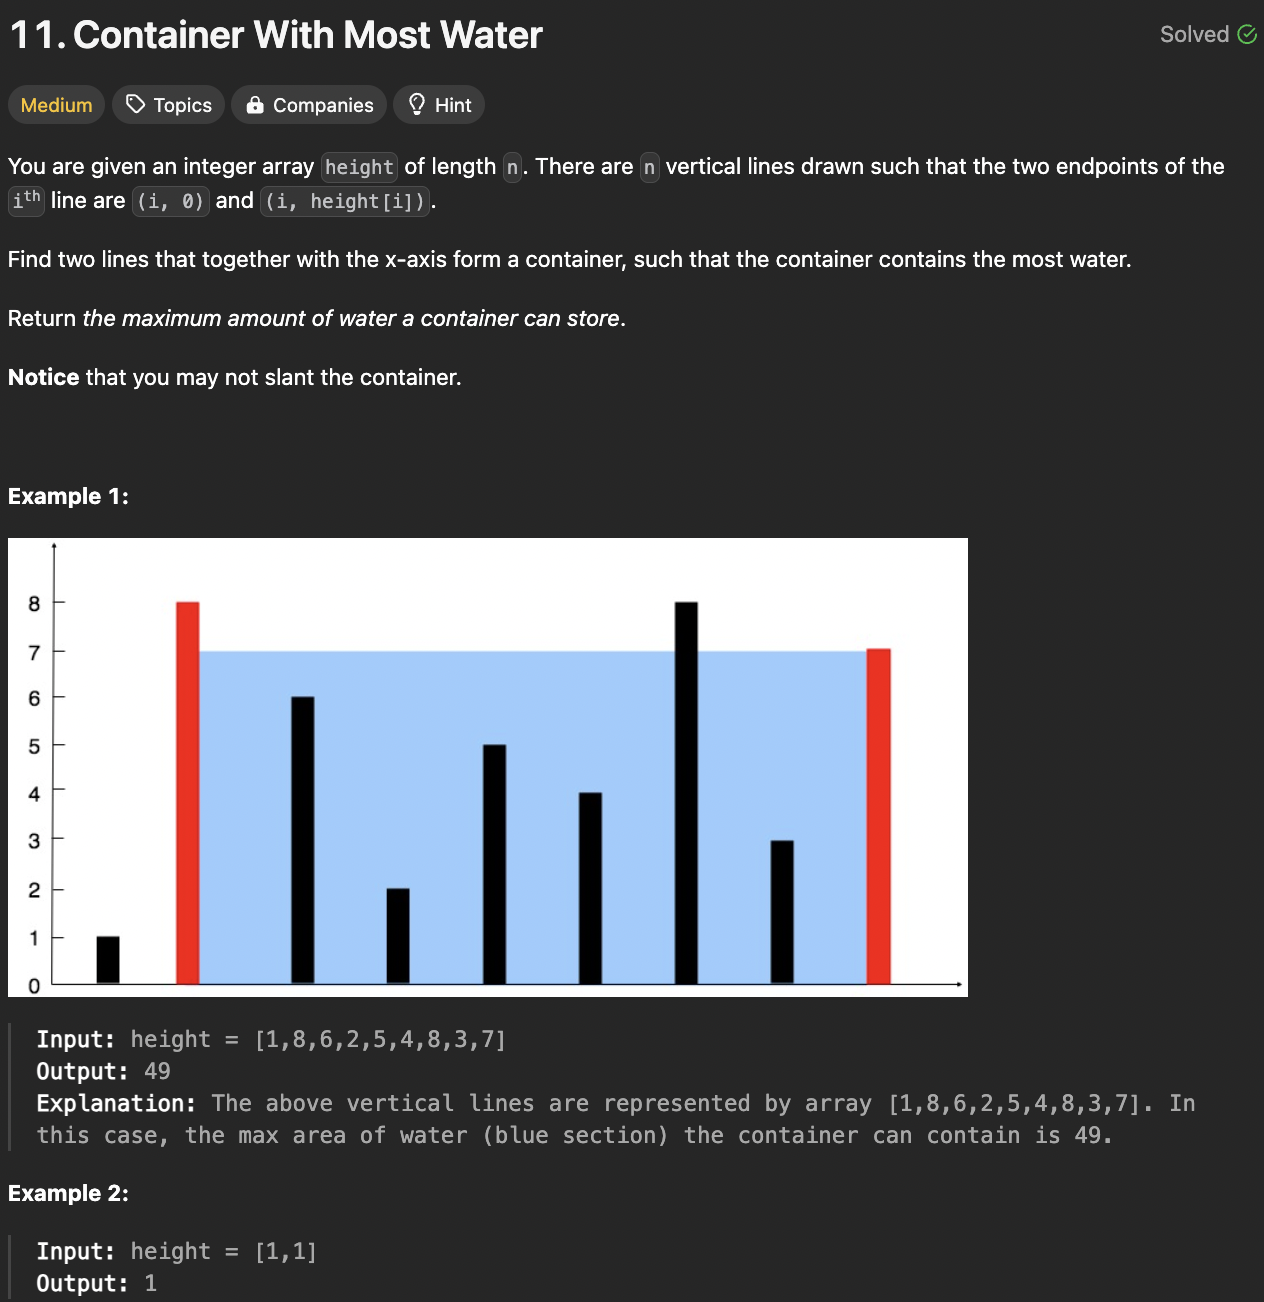 11. Container With Most Water
Solved
Medium
Topics
Companies
Hint
You are given an integer array height of length n. There are n vertical lines drawn such that the two endpoints of the
ith line are (i, 0) and (i, height[i]).
Find two lines that together with the x-axis form a container, such that the container contains the most water.
Return the maximum amount of water a container can store.
Notice that you may not slant the container.
Example 1:
8
7
6
5
4
3
2
1
0
Input: height = [1,8,6,2,5,4,8,3,7]
Output: 49
Explanation: The above vertical lines are represented by array [1,8,6,2,5,4,8,3,7]. In
this case, the max area of water (blue section) the container can contain is 49.
Example 2:
Input: height = [1,1]
Output: 1